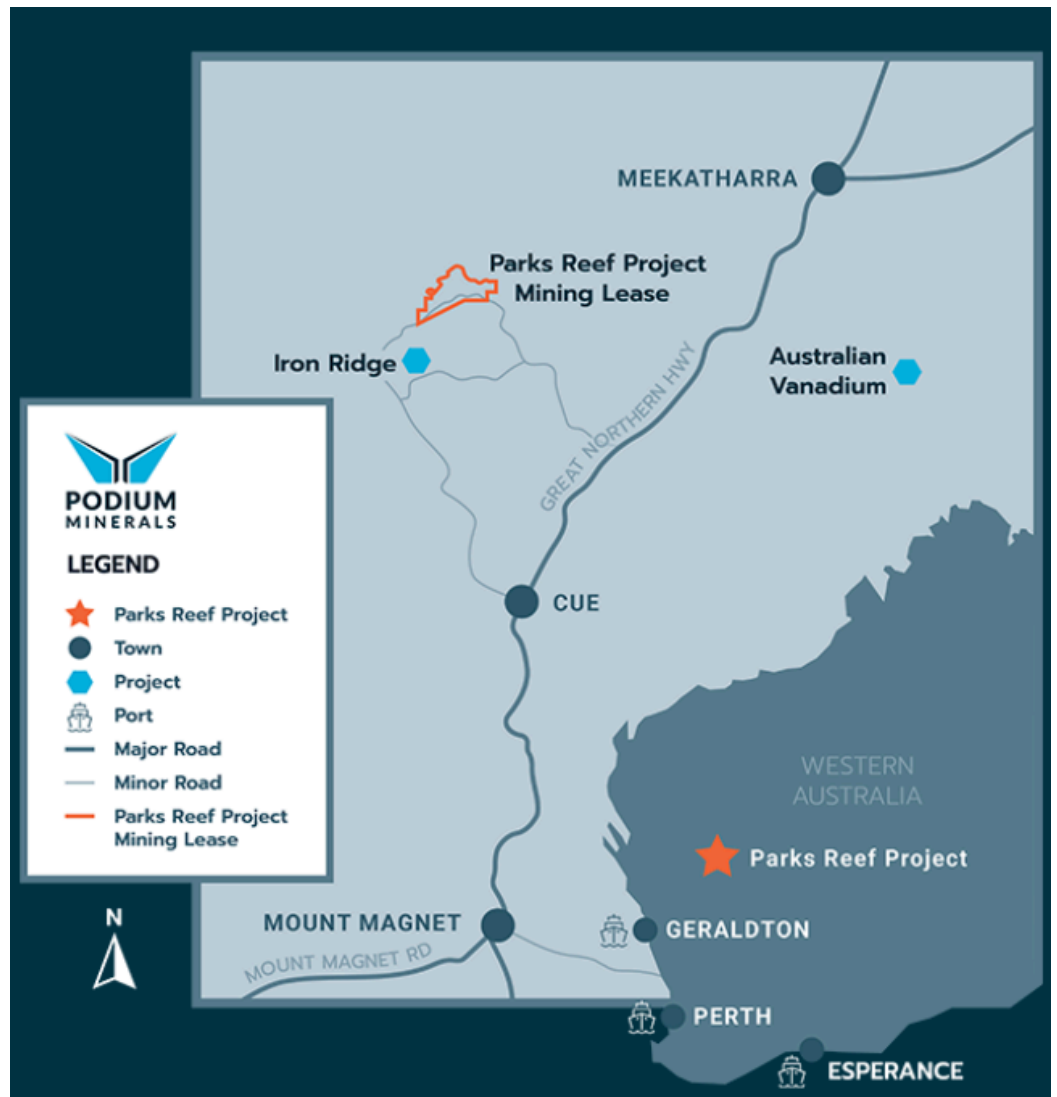 MEEKATHARRA
Parks Reef Project
Mining Lease
Iron Ridge
Australian
Vanadium
GREAT NORTHERN HWY
PODIUM
MINERALS
LEGEND
Parks Reef Project
Town
Project
Port
Major Road
Minor Road
Parks Reef Project
Mining Lease
CUE
WESTERN
AUSTRALIA
Parks Reef Project
N
MOUNT MAGNET
MOUNT MAGNET RD
GERALDTON
PERTH
ESPERANCE